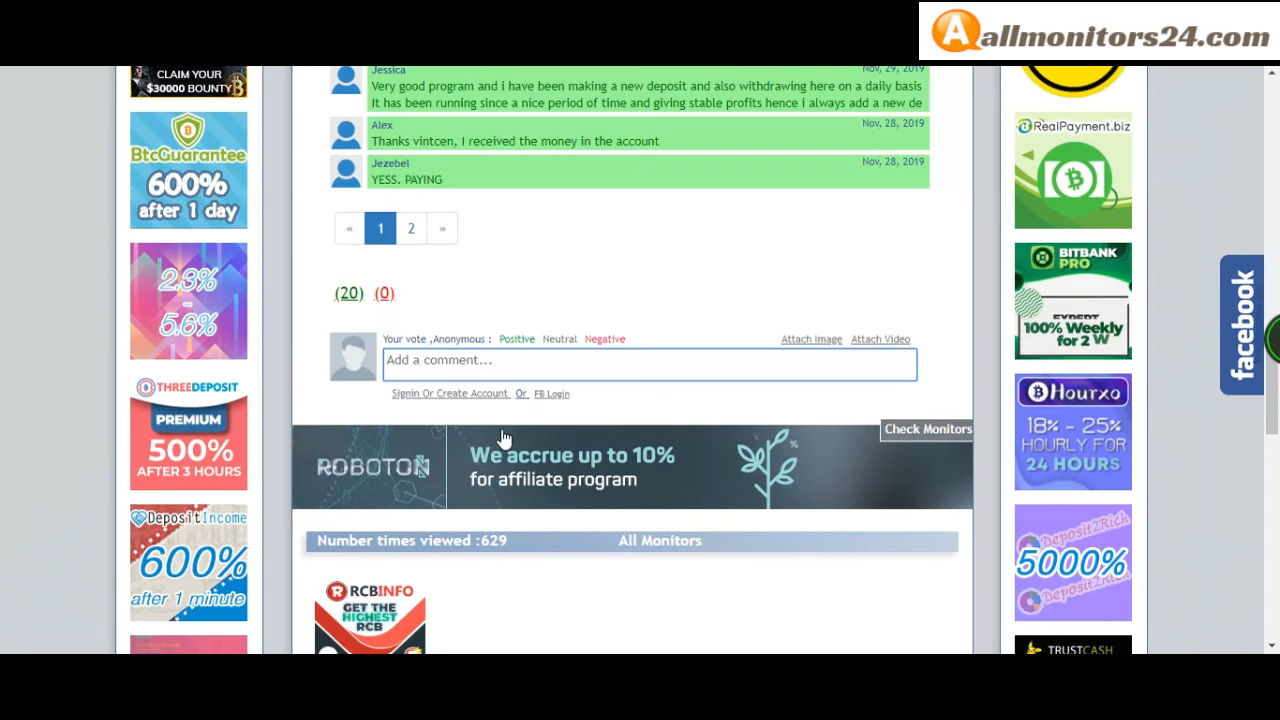 allmonitors24.com
CLAIM YOUR
$30000 BOUNTY
BtcGuarantee
600%
after 1 day
2.3%
-
5.6%
THREEDEPOSIT
PREMIUM
500%
AFTER 3 HOURS
DepositIncome
600%
after 1 minute
Jessica
Nov, 29, 2019
Very good program and i have been making a new deposit and also withdrawing here on a daily basis
It has been running since a nice period of time and giving stable profits hence i always add a new de
Alex
Nov, 28, 2019
Thanks vintcen, I received the money in the account
Jezebel
Nov, 28, 2019
YESS. PAYING
« 1 2 »
(20) (0)
Your vote ,Anonymous : Positive Neutral Negative
Attach Image Attach Video
Add a comment...
Signin Or Create Account Or FB Login
Check Monitors
ROBOTON
We accrue up to 10%
for affiliate program
Number times viewed :629
All Monitors
RCBINFO
GET THE
HIGHEST
RCB
RealPayment.biz
BITBANK
PRO
EXPERT
100% Weekly
for 2 W
Hourxo
18% - 25%
HOURLY FOR
24 HOURS
Deposit2Rich
5000%
Deposit2Rich
TRUSTCASH
facebook